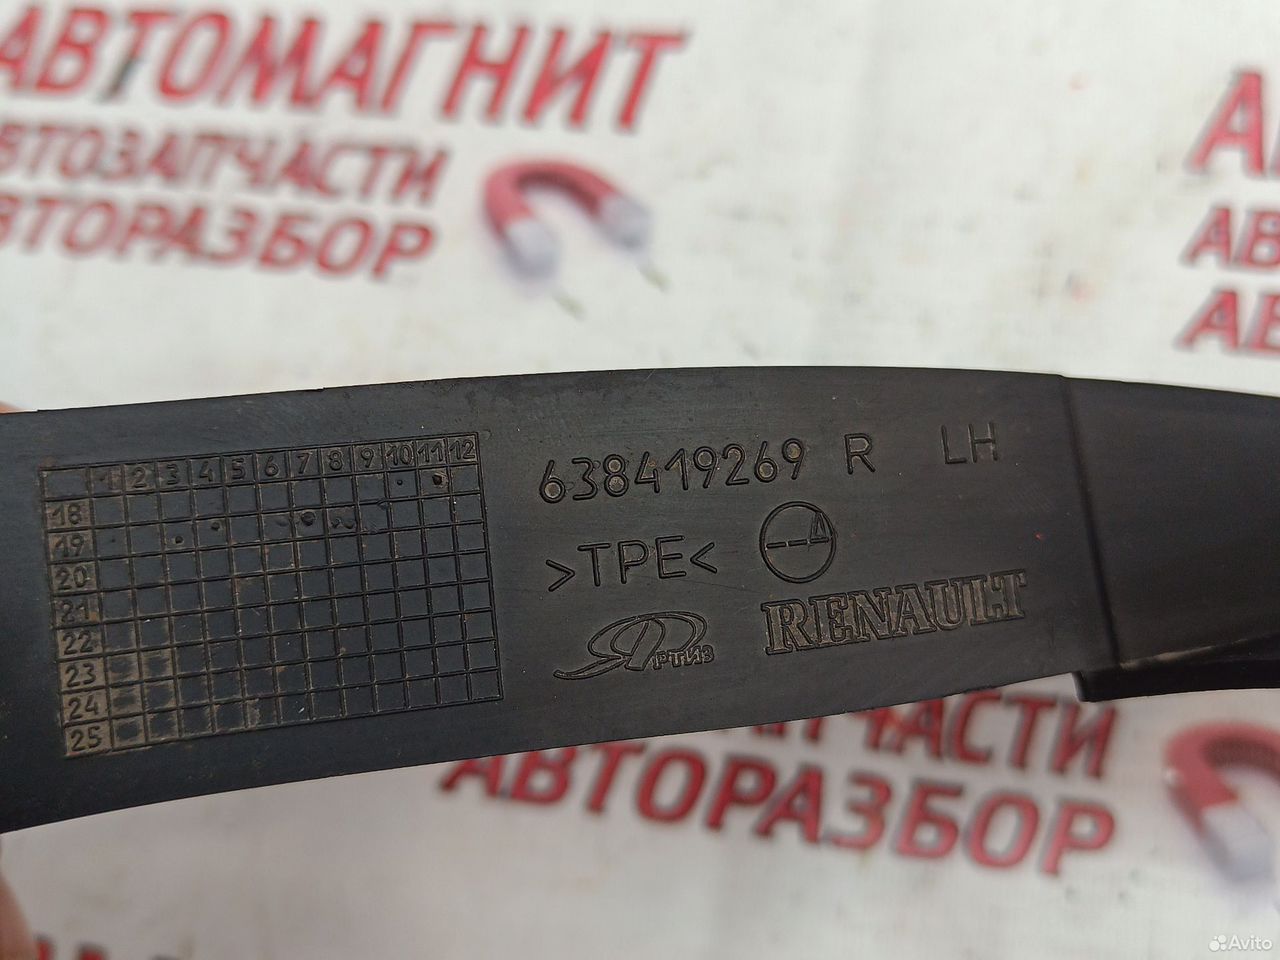 АВТОМАГНИТ
АВТОЗАПЧАСТИ
АВТОРАЗБОР
1 2 3 4 5 6 7 8 9 10 11 12
18
19
20
21
22
23
24
25
638419269 R LH
>TPE<
ЯРТИЗ
RENAULT
АВТОРАЗБОР
Avito